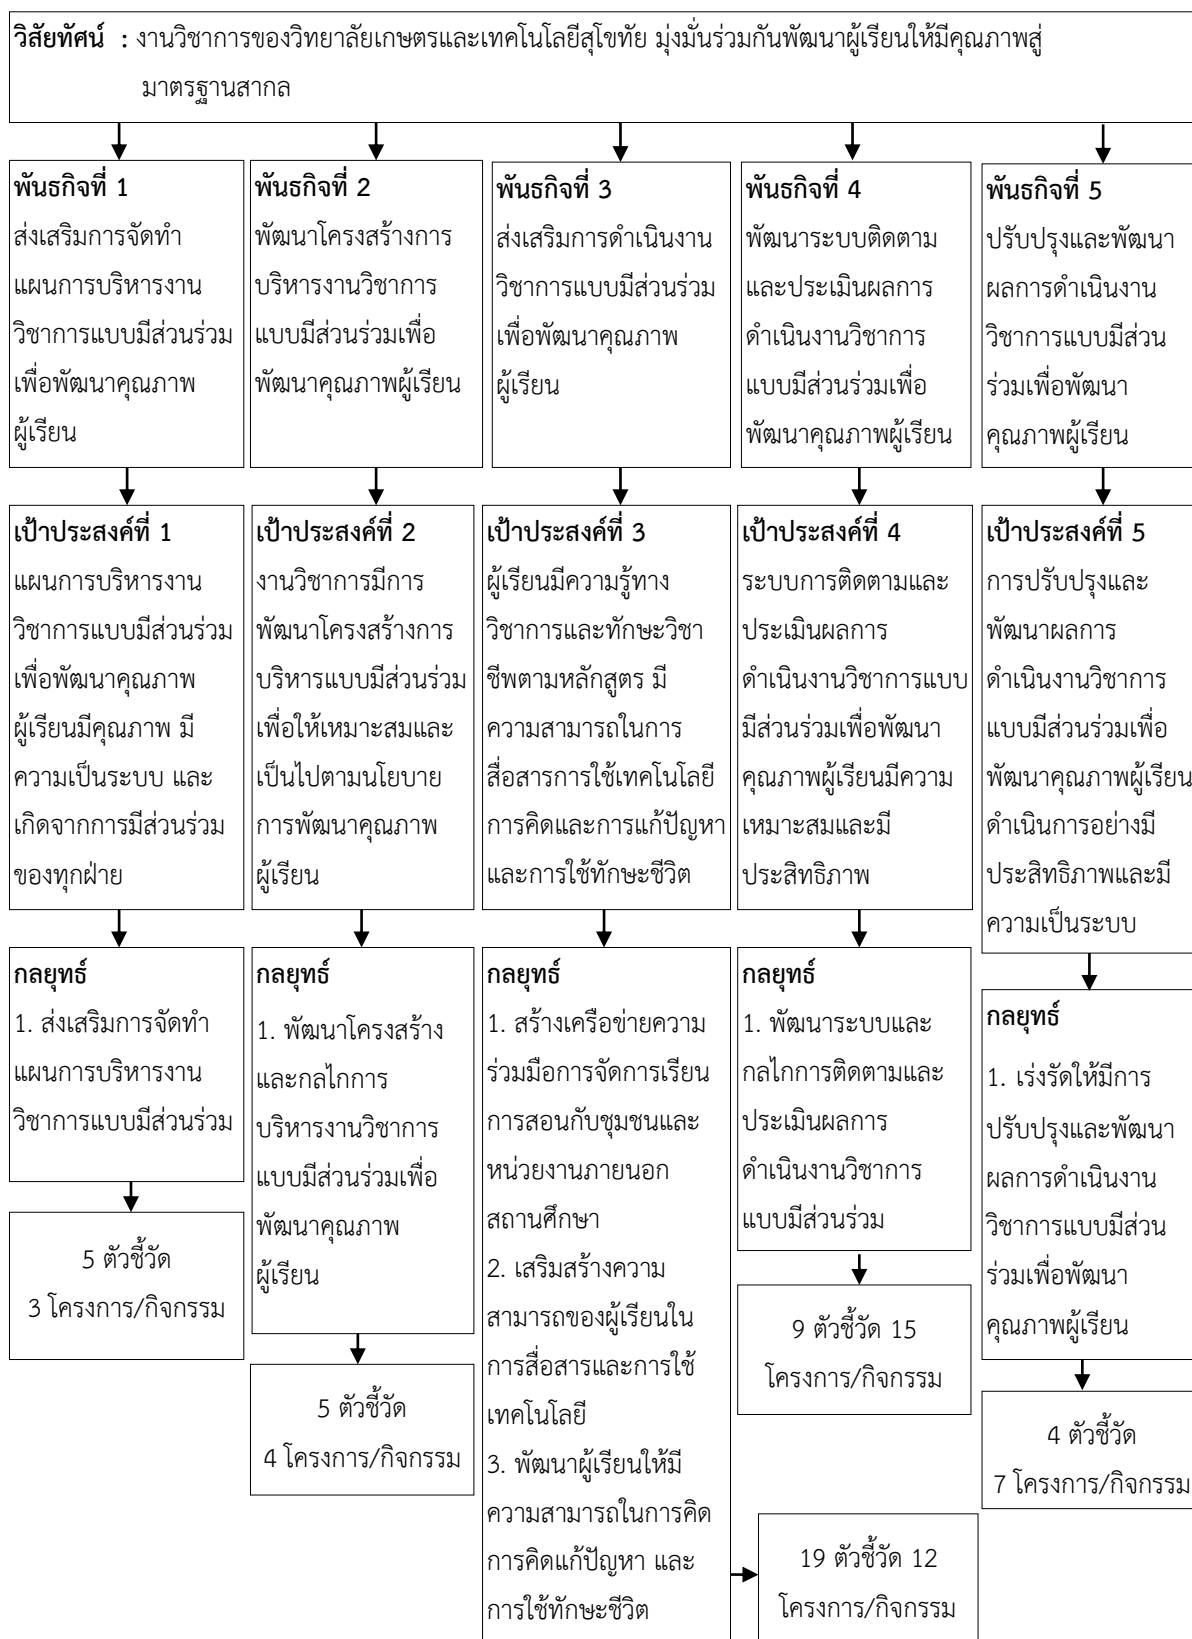 วิสัยทัศน์ : งานวิชาการของวิทยาลัยเกษตรและเทคโนโลยีสุโขทัย มุ่งมั่นร่วมกันพัฒนาผู้เรียนให้มีคุณภาพสู่
มาตรฐานสากล
พันธกิจที่ 1
ส่งเสริมการจัดทำ
แผนการบริหารงาน
วิชาการแบบมีส่วนร่วม
เพื่อพัฒนาคุณภาพ
ผู้เรียน
พันธกิจที่ 2
พัฒนาโครงสร้างการ
บริหารงานวิชาการ
แบบมีส่วนร่วมเพื่อ
พัฒนาคุณภาพผู้เรียน
พันธกิจที่ 3
ส่งเสริมการดำเนินงาน
วิชาการแบบมีส่วนร่วม
เพื่อพัฒนาคุณภาพ
ผู้เรียน
พันธกิจที่ 4
พัฒนาระบบติดตาม
และประเมินผลการ
ดำเนินงานวิชาการ
แบบมีส่วนร่วมเพื่อ
พัฒนาคุณภาพผู้เรียน
พันธกิจที่ 5
ปรับปรุงและพัฒนา
ผลการดำเนินงาน
วิชาการแบบมีส่วน
ร่วมเพื่อพัฒนา
คุณภาพผู้เรียน
เป้าประสงค์ที่ 1
แผนการบริหารงาน
วิชาการแบบมีส่วนร่วม
เพื่อพัฒนาคุณภาพ
ผู้เรียนมีคุณภาพ มี
ความเป็นระบบ และ
เกิดจากการมีส่วนร่วม
ของทุกฝ่าย
เป้าประสงค์ที่ 2
งานวิชาการมีการ
พัฒนาโครงสร้างการ
บริหารแบบมีส่วนร่วม
เพื่อให้เหมาะสมและ
เป็นไปตามนโยบาย
การพัฒนาคุณภาพ
ผู้เรียน
เป้าประสงค์ที่ 3
ผู้เรียนมีความรู้ทาง
วิชาการและทักษะวิชา
ชีพตามหลักสูตร มี
ความสามารถในการ
สื่อสารการใช้เทคโนโลยี
การคิดและการแก้ปัญหา
และการใช้ทักษะชีวิต
เป้าประสงค์ที่ 4
ระบบการติดตามและ
ประเมินผลการ
ดำเนินงานวิชาการแบบ
มีส่วนร่วมเพื่อพัฒนา
คุณภาพผู้เรียนมีความ
เหมาะสมและมี
ประสิทธิภาพ
เป้าประสงค์ที่ 5
การปรับปรุงและ
พัฒนาผลการ
ดำเนินงานวิชาการ
แบบมีส่วนร่วมเพื่อ
พัฒนาคุณภาพผู้เรียน
ดำเนินการอย่างมี
ประสิทธิภาพและมี
ความเป็นระบบ
กลยุทธ์
1. ส่งเสริมการจัดทำ
แผนการบริหารงาน
วิชาการแบบมีส่วนร่วม
5 ตัวชี้วัด
3 โครงการ/กิจกรรม
กลยุทธ์
1. พัฒนาโครงสร้าง
และกลไกการ
บริหารงานวิชาการ
แบบมีส่วนร่วมเพื่อ
พัฒนาคุณภาพ
ผู้เรียน
5 ตัวชี้วัด
4 โครงการ/กิจกรรม
กลยุทธ์
1. สร้างเครือข่ายความ
ร่วมมือการจัดการเรียน
การสอนกับชุมชนและ
หน่วยงานภายนอก
สถานศึกษา
2. เสริมสร้างความ
สามารถของผู้เรียนใน
การสื่อสารและการใช้
เทคโนโลยี
3. พัฒนาผู้เรียนให้มี
ความสามารถในการคิด
การคิดแก้ปัญหา และ
การใช้ทักษะชีวิต
19 ตัวชี้วัด 12
โครงการ/กิจกรรม
กลยุทธ์
1. พัฒนาระบบและ
กลไกการติดตามและ
ประเมินผลการ
ดำเนินงานวิชาการ
แบบมีส่วนร่วม
9 ตัวชี้วัด 15
โครงการ/กิจกรรม
กลยุทธ์
1. เร่งรัดให้มีการ
ปรับปรุงและพัฒนา
ผลการดำเนินงาน
วิชาการแบบมีส่วน
ร่วมเพื่อพัฒนา
คุณภาพผู้เรียน
4 ตัวชี้วัด
7 โครงการ/กิจกรรม